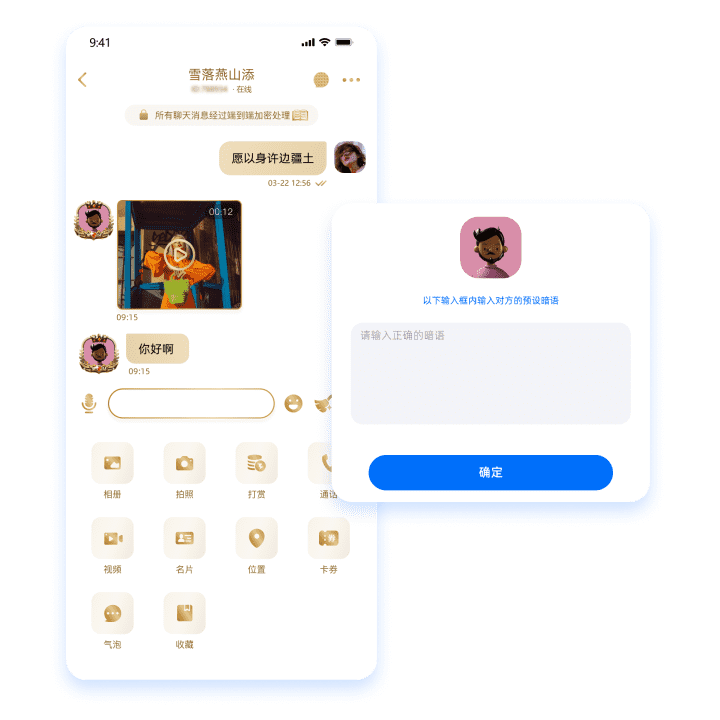 9:41
雪落燕山添
· 在线
所有聊天消息经过端到端加密处理
愿以身许边疆土
03-22 12:56
00:12
09:15
你好啊
09:15
相册
拍照
打赏
通话
视频
名片
位置
卡券
气泡
收藏
以下输入框内输入对方的预设暗语
请输入正确的暗语
确定